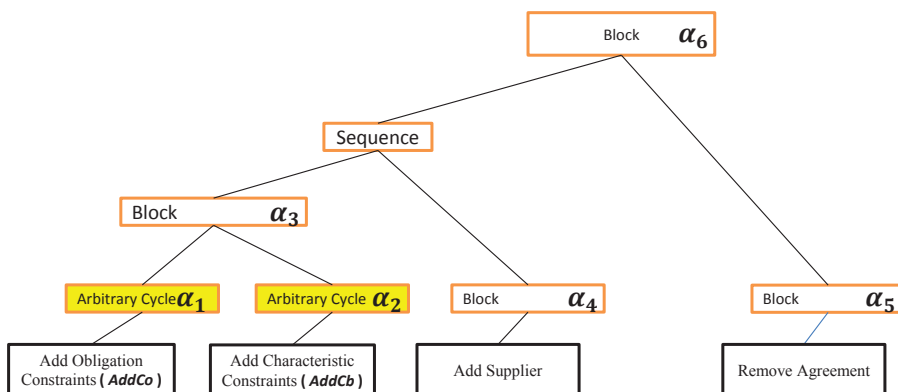 Block α6
Sequence
Block α3
Arbitrary Cycle α1
Arbitrary Cycle α2
Block α4
Block α5
Add Obligation
Constraints ( AddCo )
Add Characteristic
Constraints ( AddCb )
Add Supplier
Remove Agreement